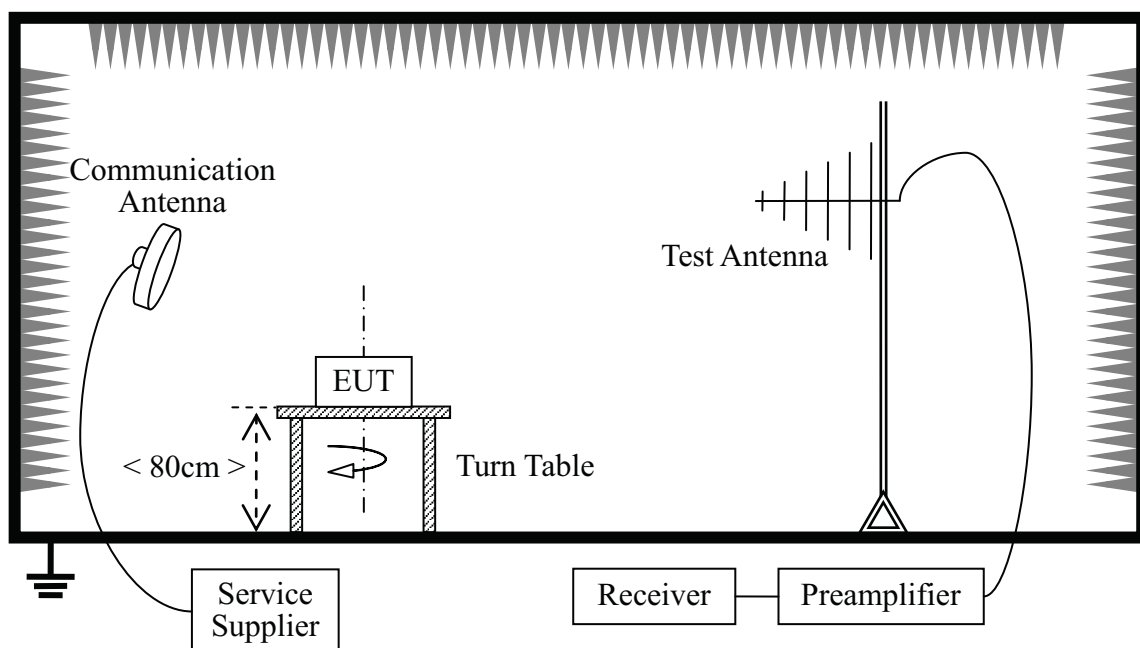 Communication
Antenna
Test Antenna
EUT
< 80cm >
Turn Table
Service
Supplier
Receiver
Preamplifier